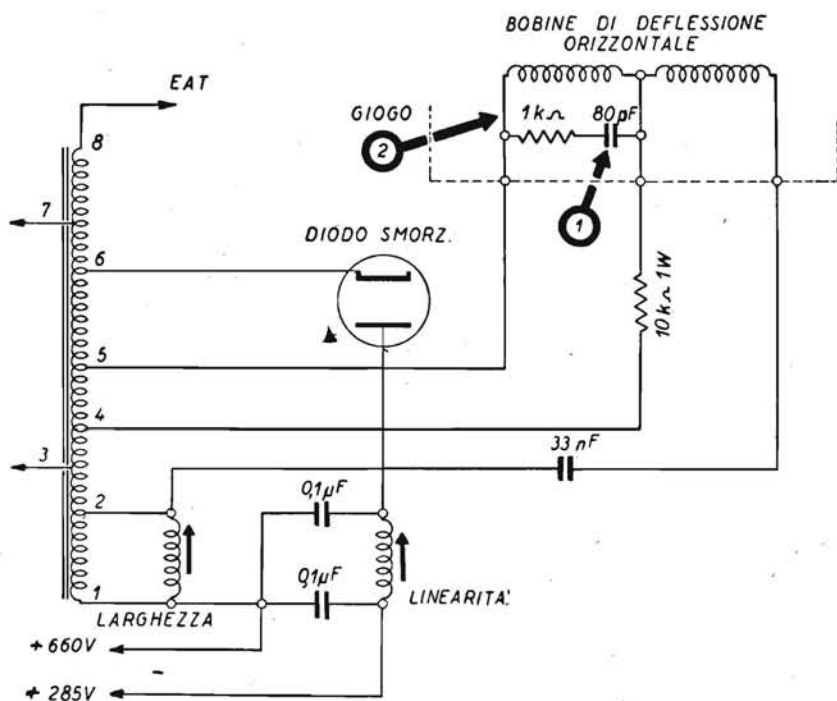 BOBINE DI DEFLESSIONE
ORIZZONTALE
EAT
GIOGO
1kΩ
80pF
2
1
8
7
DIODO SMORZ.
6
10kΩ 1W
5
4
3
33nF
0,1µF
2
0,1µF
1
LARGHEZZA
LINEARITÀ
+660V
+285V